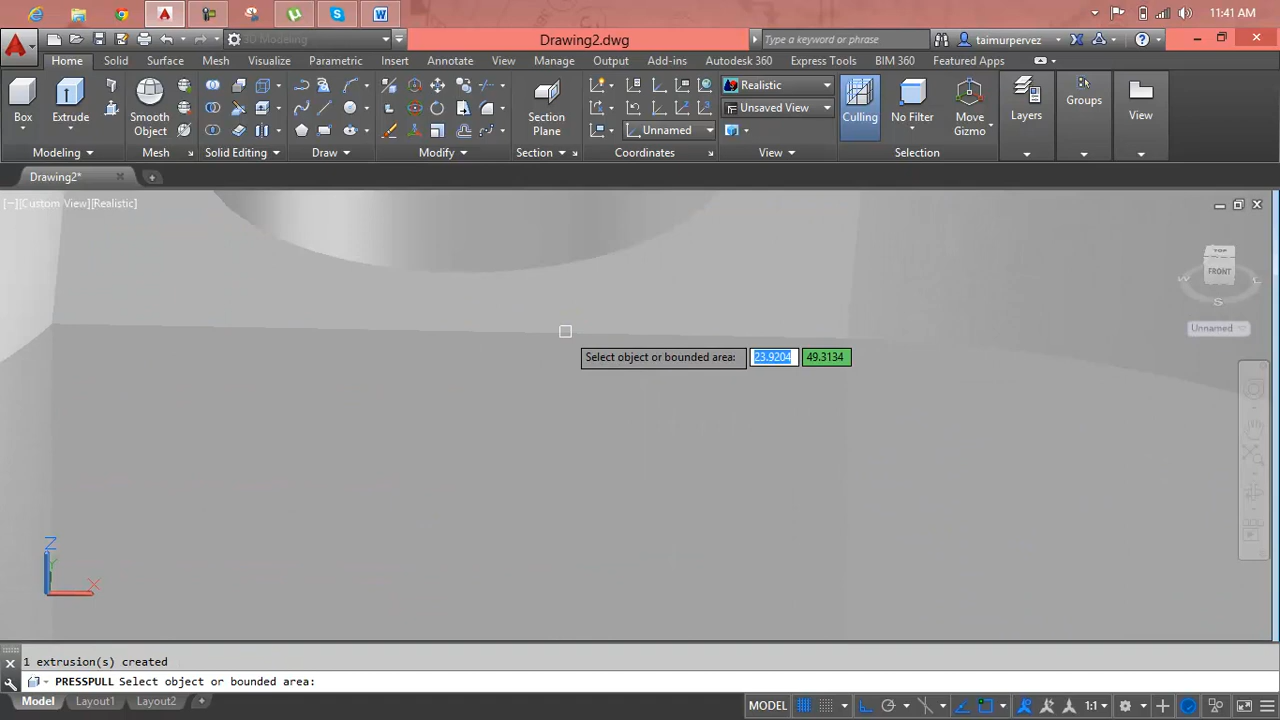 11:41 AM
3D Modeling
Drawing2.dwg
Type a keyword or phrase
taimurpervez
Home Solid Surface Mesh Visualize Parametric Insert Annotate View Manage Output Add-ins Autodesk 360 Express Tools BIM 360 Featured Apps
Realistic
Unsaved View
Unnamed
Box Extrude Smooth Object Section Plane Culling No Filter Move Gizmo Layers Groups View
Modeling Mesh Solid Editing Draw Modify Section Coordinates View Selection
Drawing2*
[−][Custom View][Realistic]
TOP
FRONT
W
S
Unnamed
Select object or bounded area: 23.9204 49.3134
Z
Y
X
1 extrusion(s) created
PRESSPULL Select object or bounded area:
Model Layout1 Layout2
MODEL 1:1